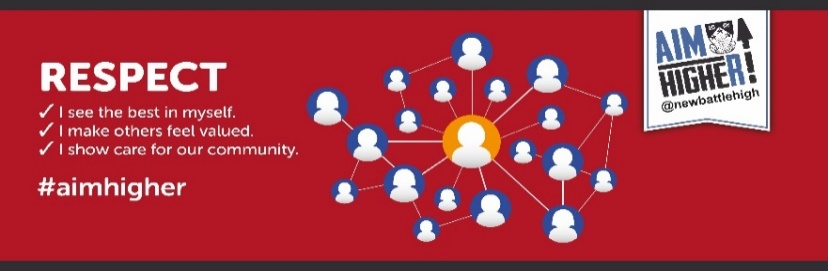 RESPECT
✓ I see the best in myself.
✓ I make others feel valued.
✓ I show care for our community.
#aimhigher
AIM
HIGHER!
@newbattlehigh